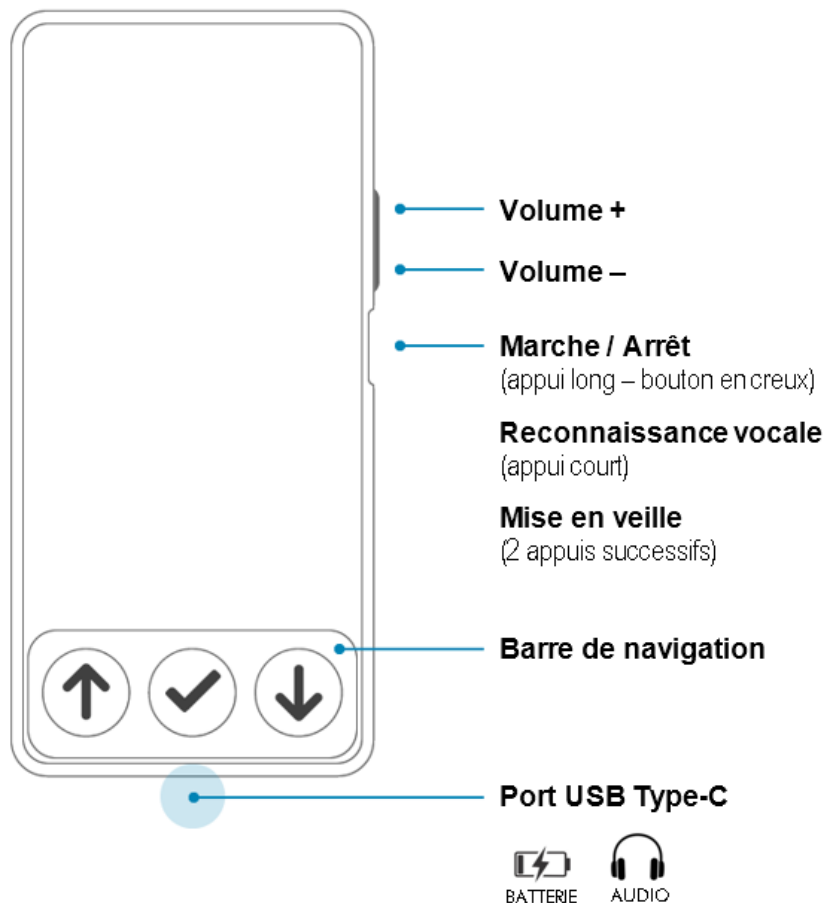 Volume +
Volume –
Marche / Arrêt
(appui long – bouton en creux)
Reconnaissance vocale
(appui court)
Mise en veille
(2 appuis successifs)
Barre de navigation
Port USB Type-C
BATTERIE AUDIO